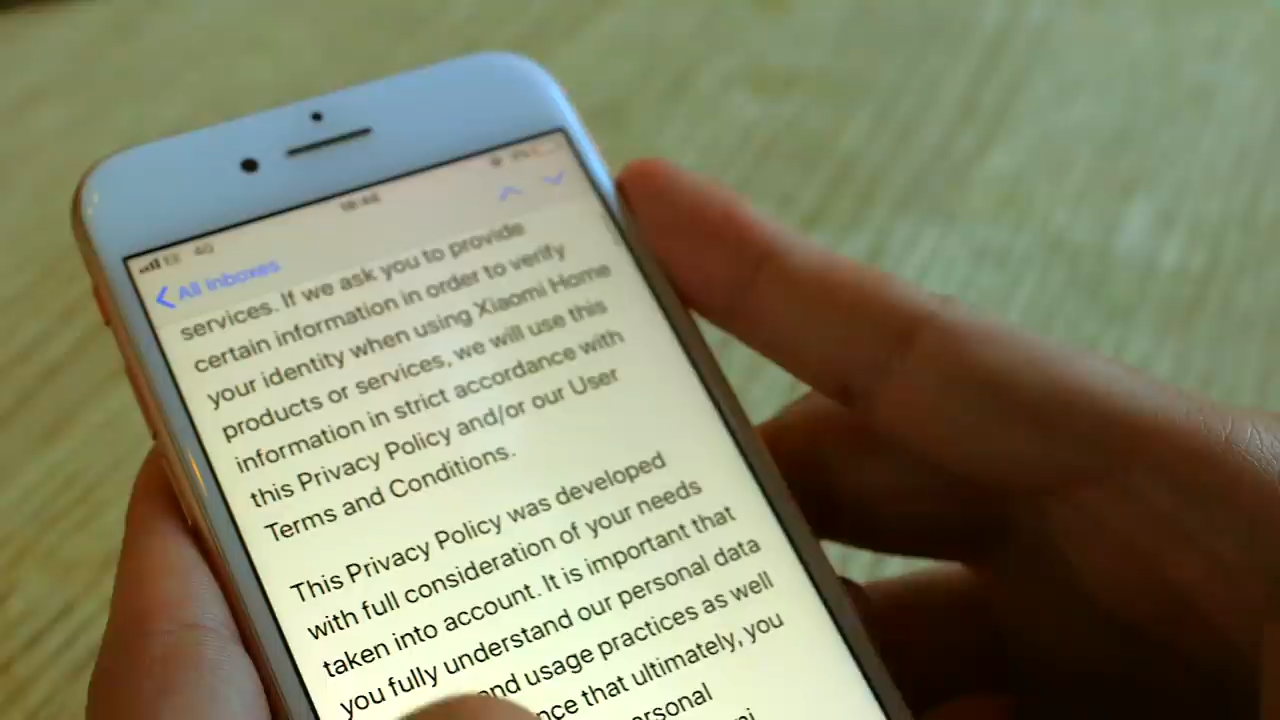 4G
18:46
All Inboxes
services. If we ask you to provide
certain information in order to verify
your identity when using Xiaomi Home
products or services, we will use this
information in strict accordance with
this Privacy Policy and/or our User
Terms and Conditions.
This Privacy Policy was developed
with full consideration of your needs
taken into account. It is important that
you fully understand our personal data
and usage practices as well
that ultimately, you